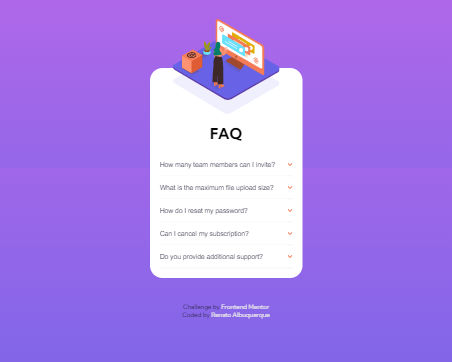 FAQ
How many team members can I invite?
What is the maximum file upload size?
How do I reset my password?
Can I cancel my subscription?
Do you provide additional support?
Challenge by Frontend Mentor
Coded by Renato Albuquerque